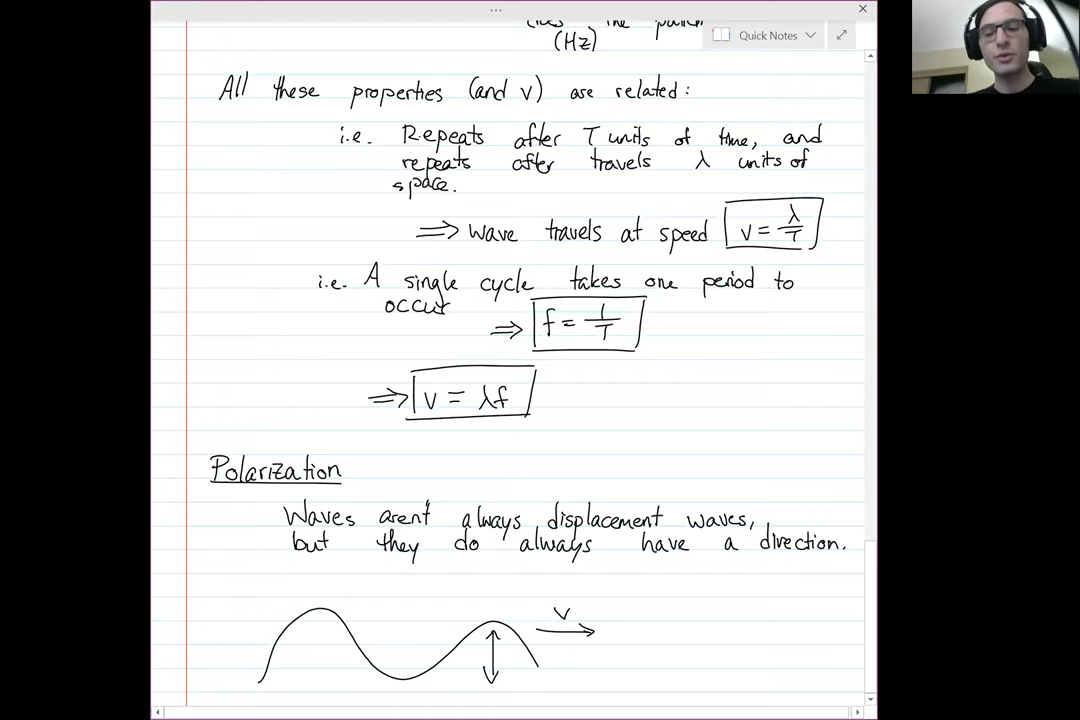 Quick Notes
(Hz)
All these properties (and v) are related:
i.e. Repeats after T units of time, and
repeats after travels λ units of
space.
⇒ wave travels at speed v = λ/T
i.e. A single cycle takes one period to
occur
⇒ f = 1/T
⇒ v = λf
Polarization
Waves aren't always displacement waves,
but they do always have a direction.
v